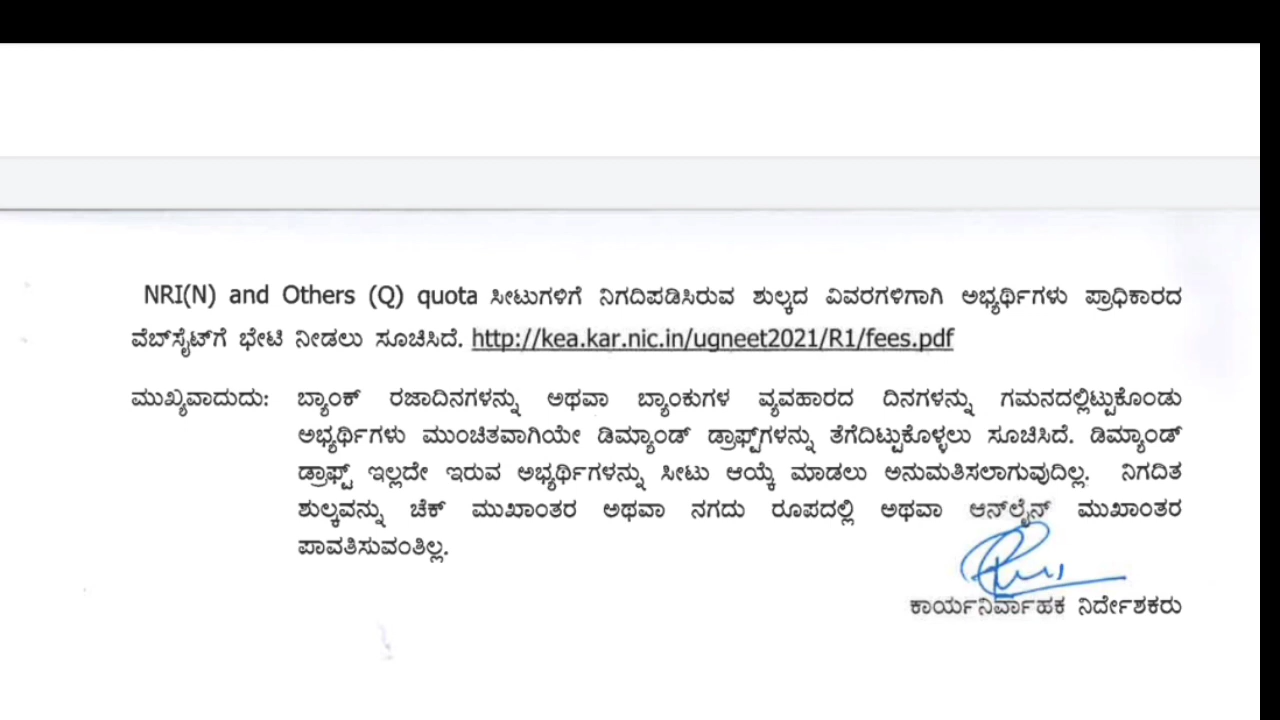 NRI(N) and Others (Q) quota ಸೀಟುಗಳಿಗೆ ನಿಗದಿಪಡಿಸಿರುವ ಶುಲ್ಕದ ವಿವರಗಳಿಗಾಗಿ ಅಭ್ಯರ್ಥಿಗಳು ಪ್ರಾಧಿಕಾರದ
ವೆಬ್‌ಸೈಟ್‌ಗೆ ಭೇಟಿ ನೀಡಲು ಸೂಚಿಸಿದೆ. http://kea.kar.nic.in/ugneet2021/R1/fees.pdf
ಮುಖ್ಯವಾದುದು: ಬ್ಯಾಂಕ್ ರಜಾದಿನಗಳನ್ನು ಅಥವಾ ಬ್ಯಾಂಕುಗಳ ವ್ಯವಹಾರದ ದಿನಗಳನ್ನು ಗಮನದಲ್ಲಿಟ್ಟುಕೊಂಡು
ಅಭ್ಯರ್ಥಿಗಳು ಮುಂಚಿತವಾಗಿಯೇ ಡಿಮ್ಯಾಂಡ್ ಡ್ರಾಫ್ಟ್‌ಗಳನ್ನು ತೆಗೆದಿಟ್ಟುಕೊಳ್ಳಲು ಸೂಚಿಸಿದೆ. ಡಿಮ್ಯಾಂಡ್
ಡ್ರಾಫ್ಟ್ ಇಲ್ಲದೇ ಇರುವ ಅಭ್ಯರ್ಥಿಗಳನ್ನು ಸೀಟು ಆಯ್ಕೆ ಮಾಡಲು ಅನುಮತಿಸಲಾಗುವುದಿಲ್ಲ. ನಿಗದಿತ
ಶುಲ್ಕವನ್ನು ಚೆಕ್ ಮುಖಾಂತರ ಅಥವಾ ನಗದು ರೂಪದಲ್ಲಿ ಅಥವಾ ಆನ್‌ಲೈನ್ ಮುಖಾಂತರ
ಪಾವತಿಸುವಂತಿಲ್ಲ.
ಕಾರ್ಯನಿರ್ವಾಹಕ ನಿರ್ದೇಶಕರು